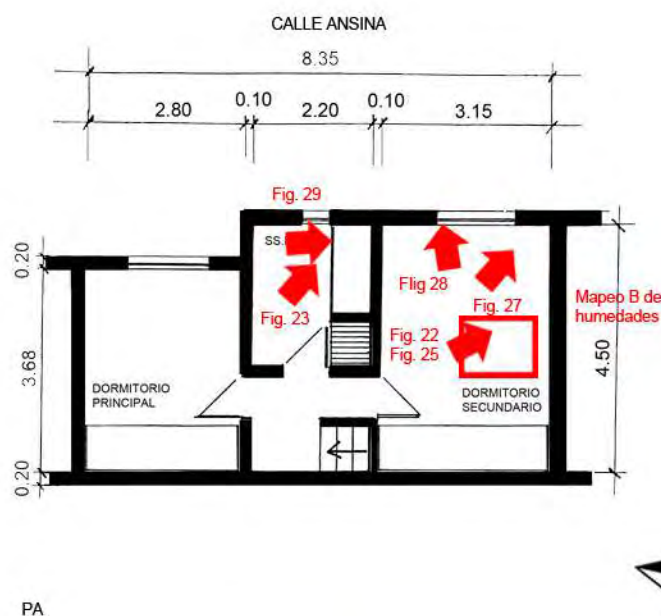 CALLE ANSINA
8.35
2.80
0.10
2.20
0.10
3.15
Fig. 29
SS.
Fig. 23
Flig 28
Fig. 27
Fig. 22
Fig. 25
Mapeo B de
humedades
0.20
3.68
0.20
4.50
DORMITORIO
PRINCIPAL
DORMITORIO
SECUNDARIO
PA